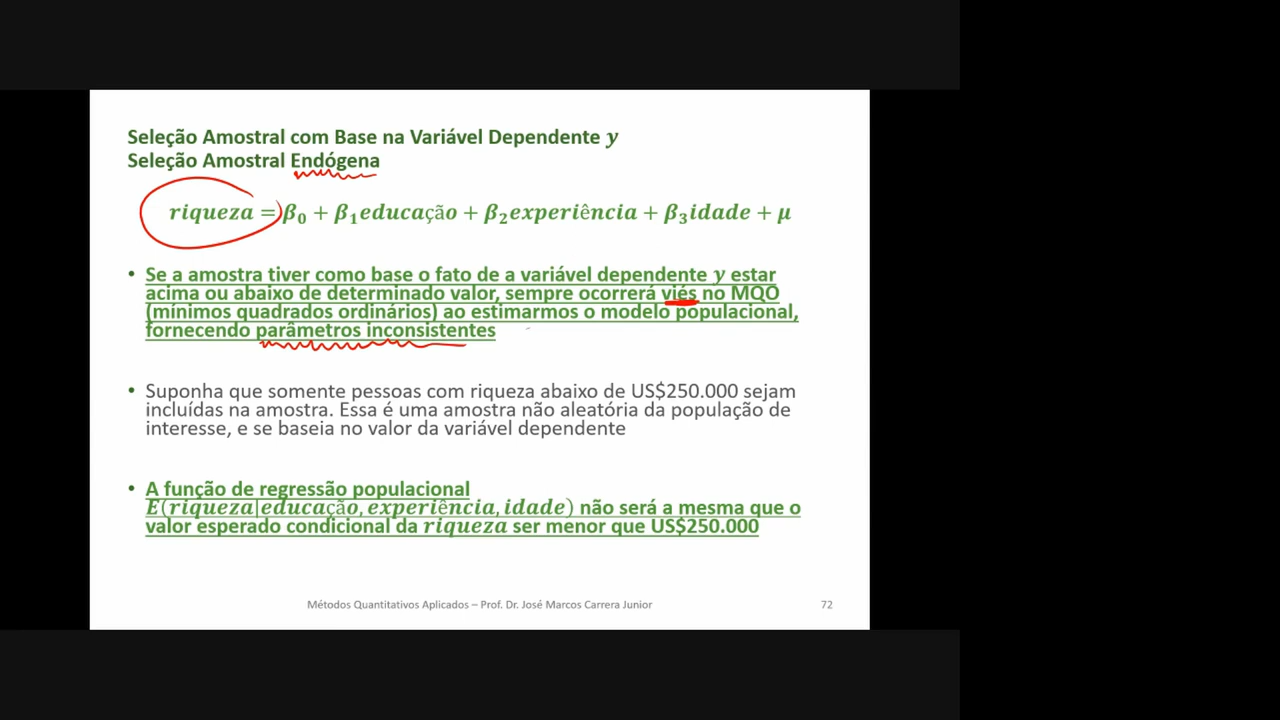 Seleção Amostral com Base na Variável Dependente y
Seleção Amostral Endógena
riqueza = β₀ + β₁educação + β₂experiência + β₃idade + μ
• Se a amostra tiver como base o fato de a variável dependente y estar
acima ou abaixo de determinado valor, sempre ocorrerá viés no MQO
(mínimos quadrados ordinários) ao estimarmos o modelo populacional,
fornecendo parâmetros inconsistentes
• Suponha que somente pessoas com riqueza abaixo de US$250.000 sejam
incluídas na amostra. Essa é uma amostra não aleatória da população de
interesse, e se baseia no valor da variável dependente
• A função de regressão populacional
E(riqueza|educação, experiência, idade) não será a mesma que o
valor esperado condicional da riqueza ser menor que US$250.000
Métodos Quantitativos Aplicados – Prof. Dr. José Marcos Carrera Junior
72